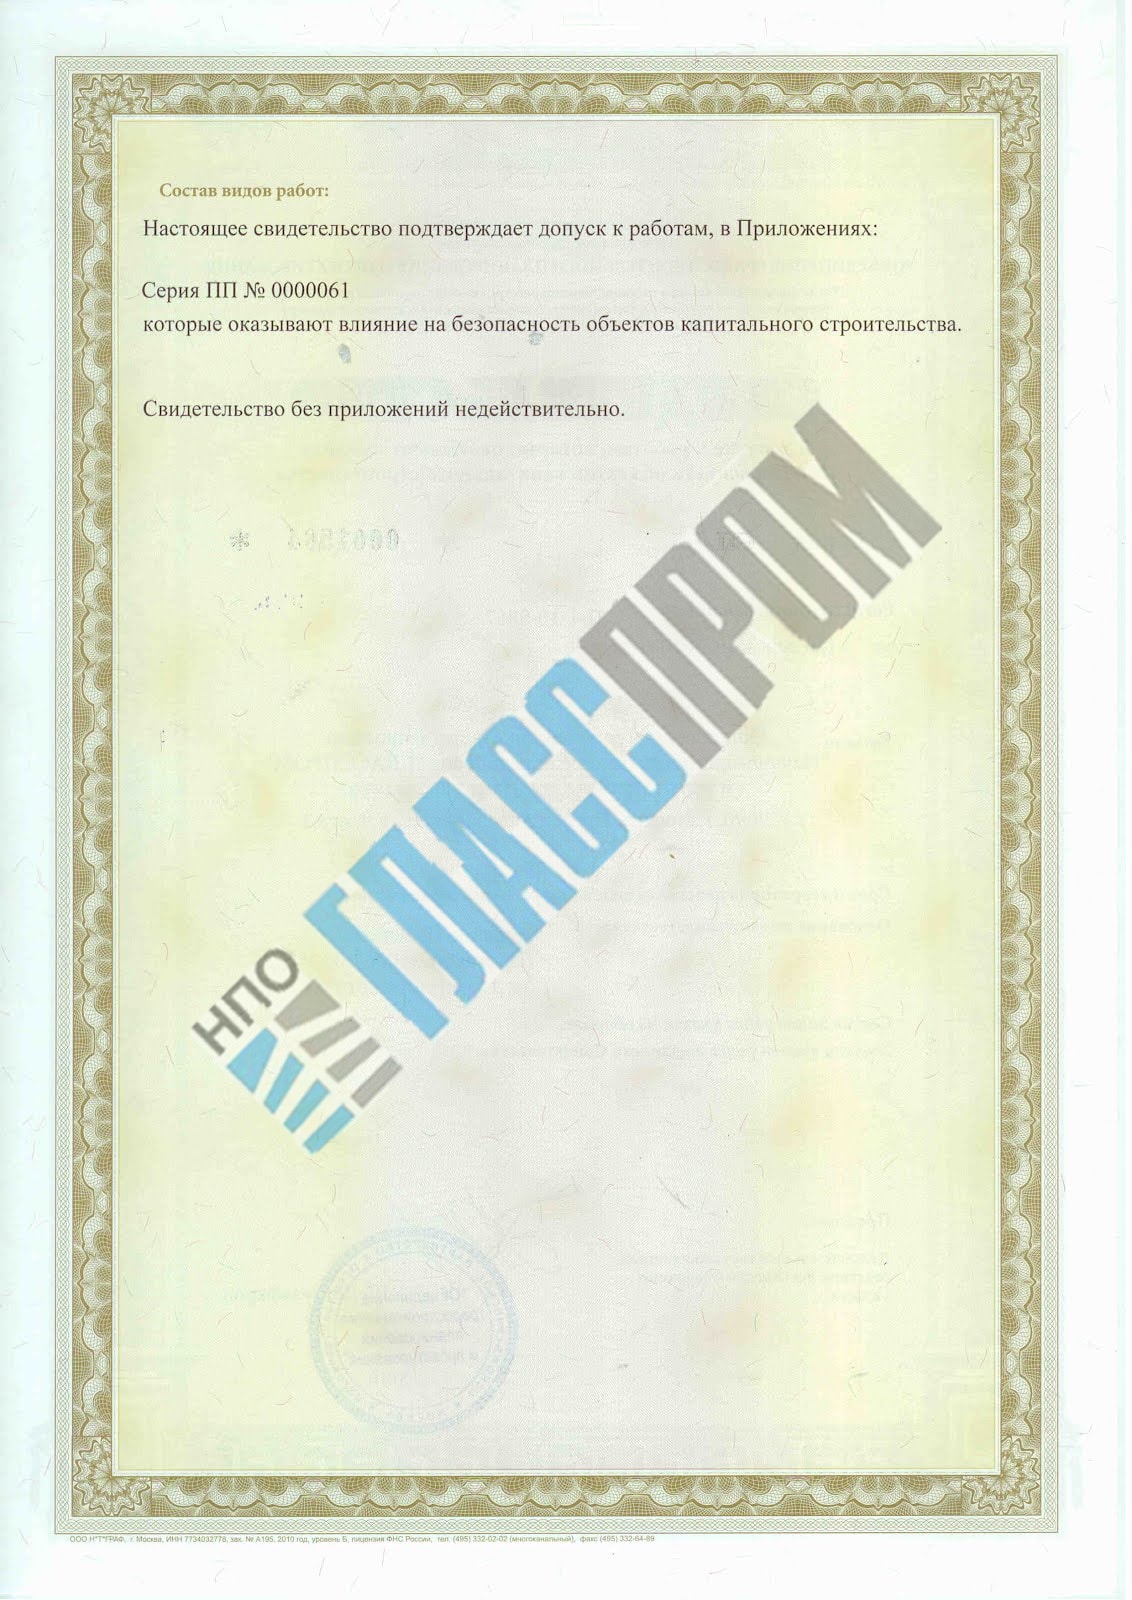 Состав видов работ:
Настоящее свидетельство подтверждает допуск к работам, в Приложениях:
Серия ПП № 0000061
которые оказывают влияние на безопасность объектов капитального строительства.
Свидетельство без приложений недействительно.
НПО
ГЛАССПРОМ
ООО Н"Т"ГРАФ, г. Москва, ИНН 7734032778, зак. № А195, 2010 год, уровень Б, лицензия ФНС России, тел. (495) 332-02-02 (многоканальный), факс (495) 332-64-89